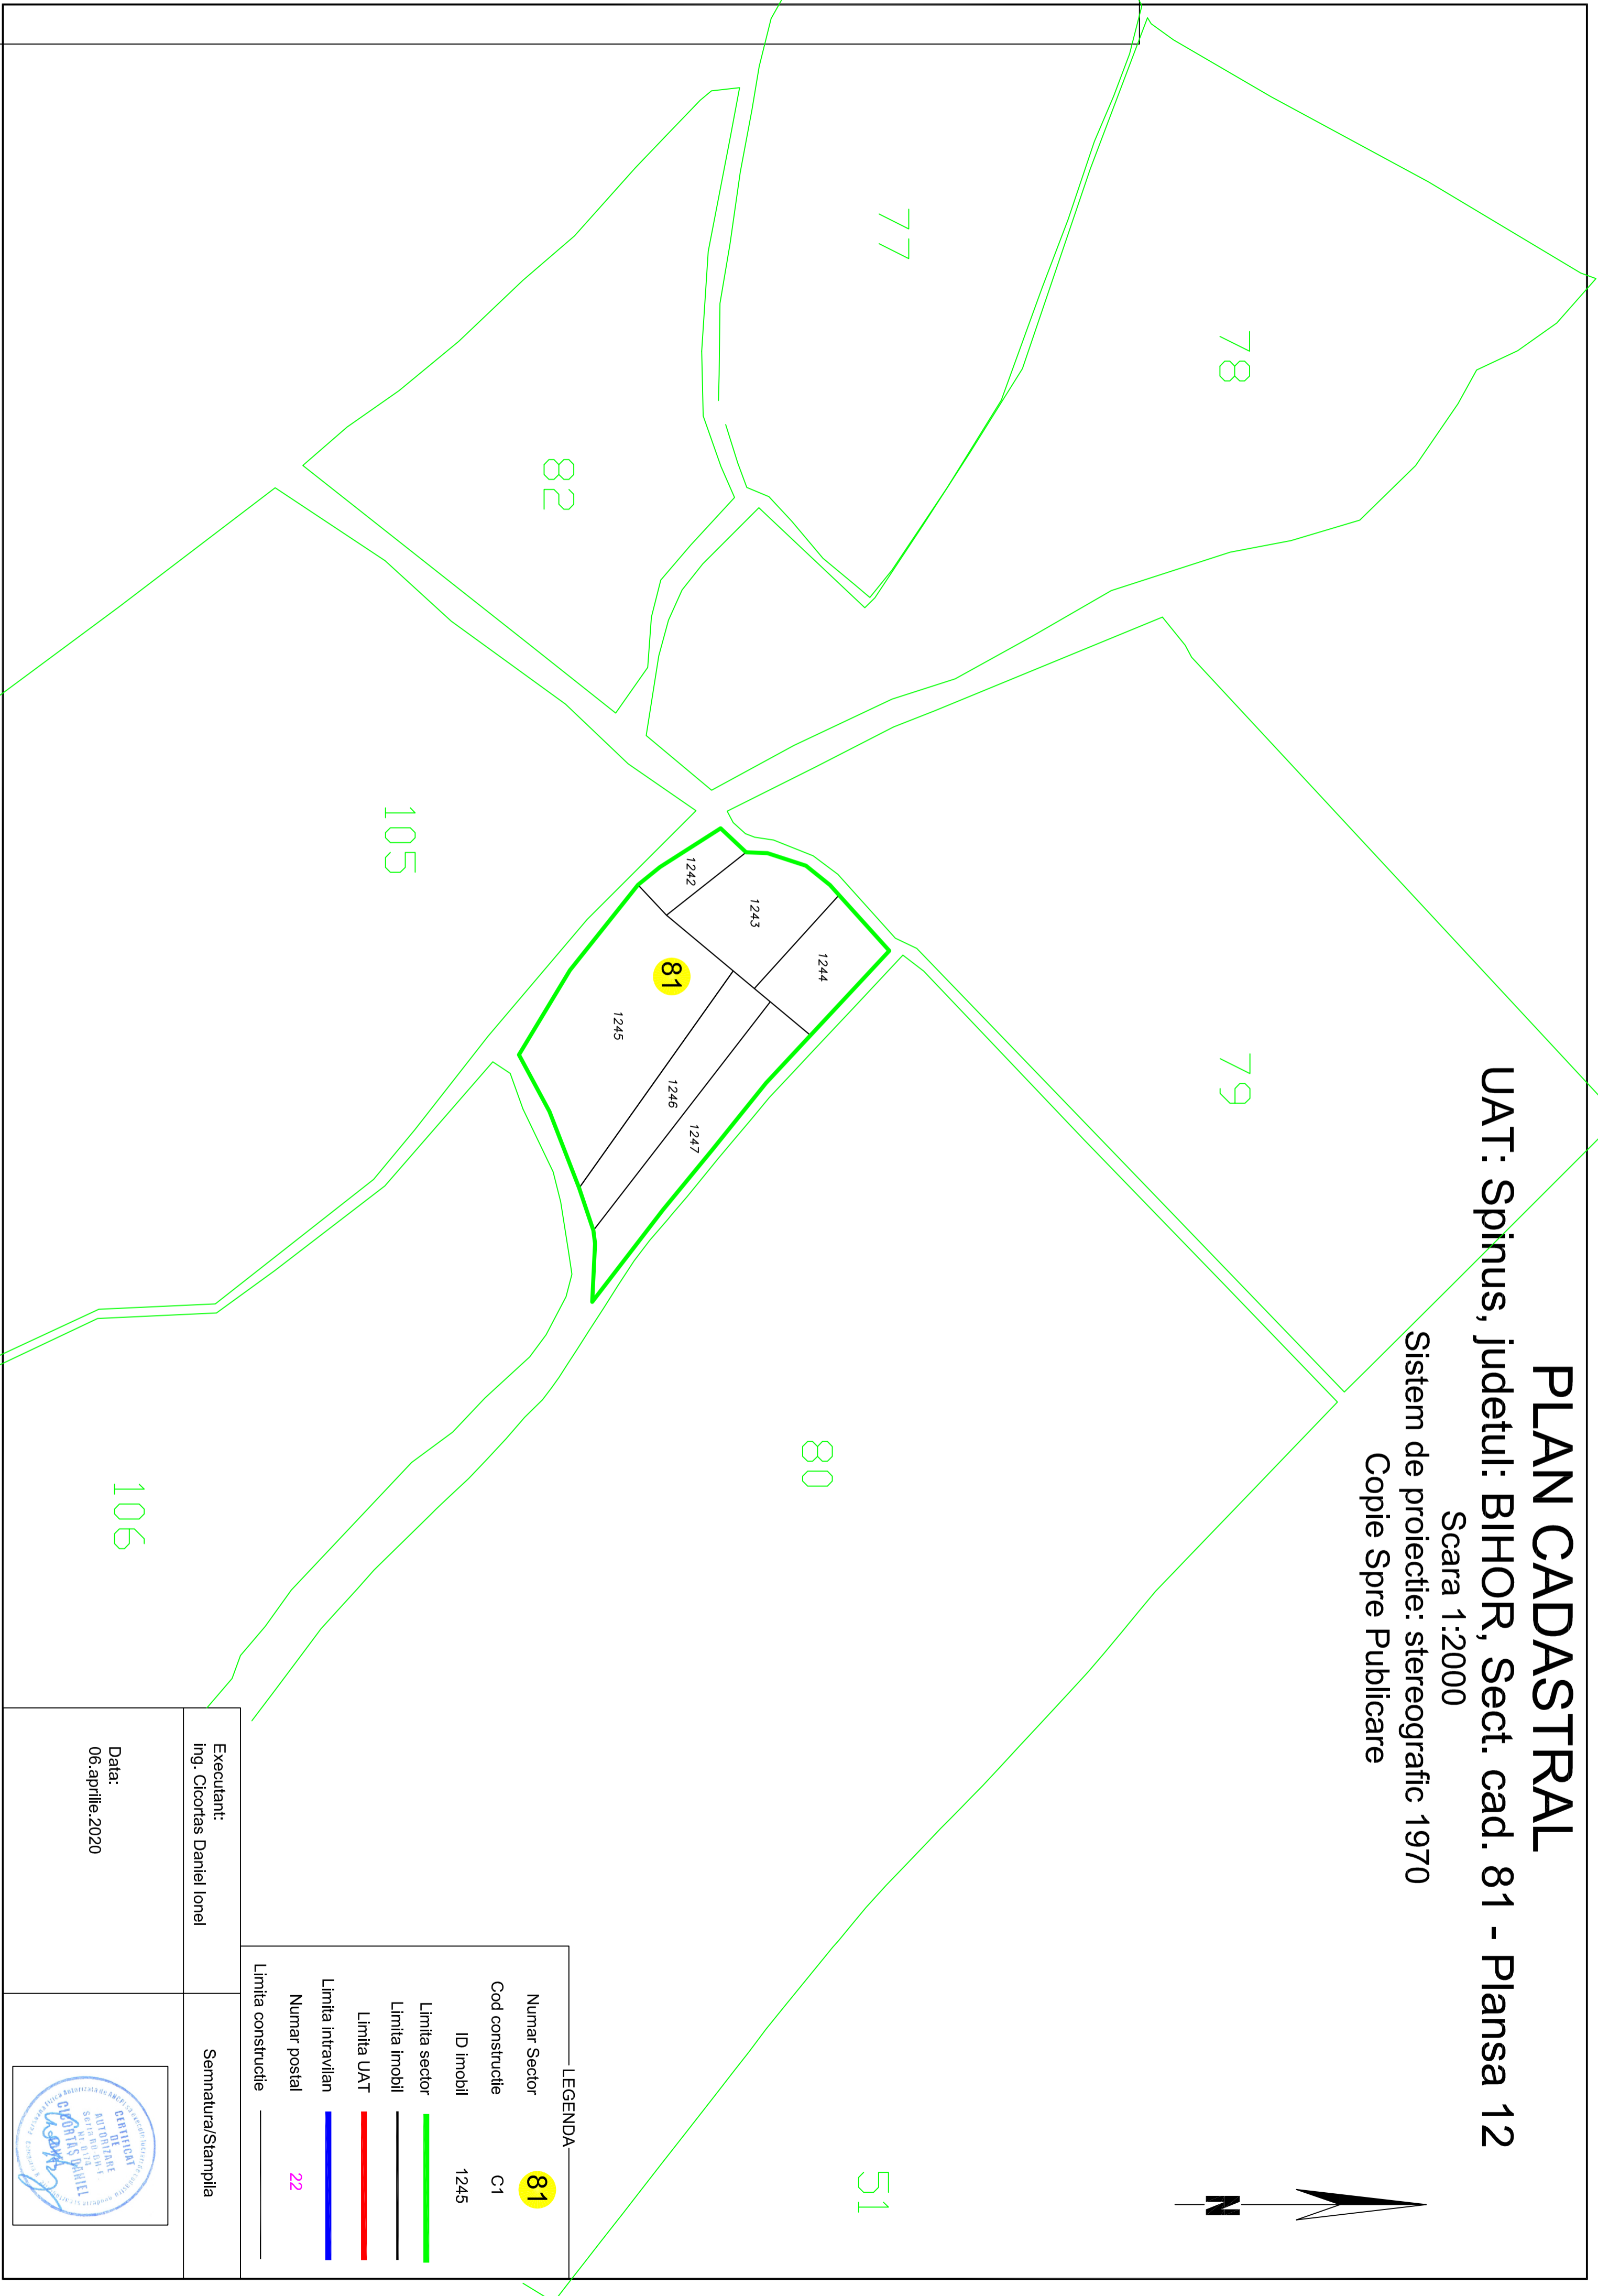 PLAN CADASTRAL
UAT: Spinus, judetul: BIHOR, Sect. cad. 81 - Plansa 12
Scara 1:2000
Sistem de proiectie: stereografic 1970
Copie Spre Publicare
N
78
77
79
82
80
51
105
106
1242
1243
1244
81
1245
1246
1247
LEGENDA
Numar Sector 81
Cod constructie C1
ID imobil 1245
Limita sector
Limita imobil
Limita UAT
Limita intravilan
Numar postal 22
Limita constructie
Executant:
ing. Cicortas Daniel Ionel
Semnatura/Stampila
Data:
06.aprilie.2020
CERTIFICAT
DE
AUTORIZARE
CICORTAS DANIEL